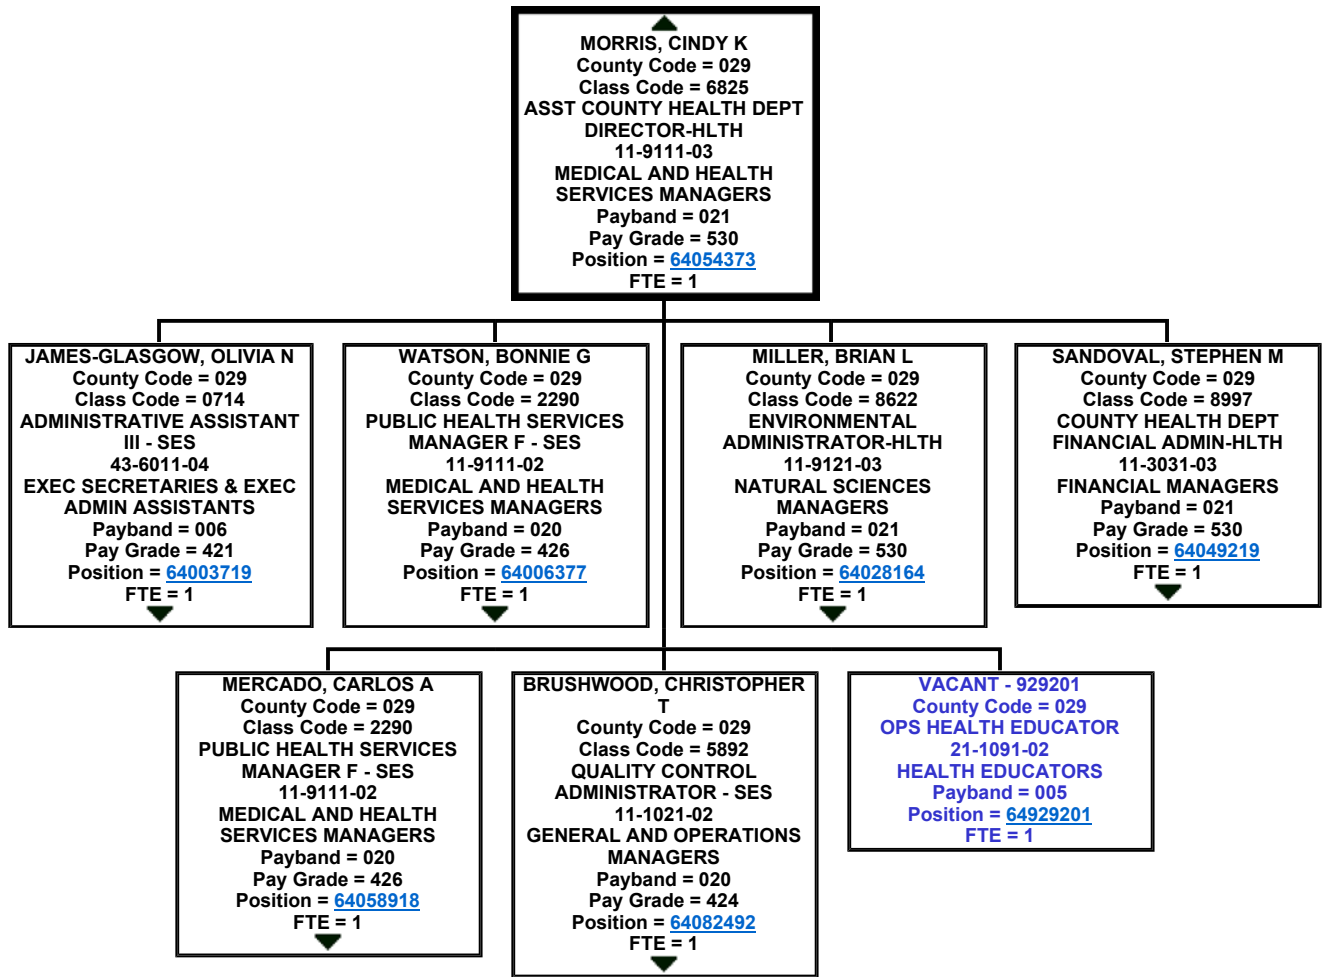 MORRIS, CINDY K
County Code = 029
Class Code = 6825
ASST COUNTY HEALTH DEPT
DIRECTOR-HLTH
11-9111-03
MEDICAL AND HEALTH
SERVICES MANAGERS
Payband = 021
Pay Grade = 530
Position = 64054373
FTE = 1
JAMES-GLASGOW, OLIVIA N
County Code = 029
Class Code = 0714
ADMINISTRATIVE ASSISTANT
III - SES
43-6011-04
EXEC SECRETARIES & EXEC
ADMIN ASSISTANTS
Payband = 006
Pay Grade = 421
Position = 64003719
FTE = 1
WATSON, BONNIE G
County Code = 029
Class Code = 2290
PUBLIC HEALTH SERVICES
MANAGER F - SES
11-9111-02
MEDICAL AND HEALTH
SERVICES MANAGERS
Payband = 020
Pay Grade = 426
Position = 64006377
FTE = 1
MILLER, BRIAN L
County Code = 029
Class Code = 8622
ENVIRONMENTAL
ADMINISTRATOR-HLTH
11-9121-03
NATURAL SCIENCES
MANAGERS
Payband = 021
Pay Grade = 530
Position = 64028164
FTE = 1
SANDOVAL, STEPHEN M
County Code = 029
Class Code = 8997
COUNTY HEALTH DEPT
FINANCIAL ADMIN-HLTH
11-3031-03
FINANCIAL MANAGERS
Payband = 021
Pay Grade = 530
Position = 64049219
FTE = 1
MERCADO, CARLOS A
County Code = 029
Class Code = 2290
PUBLIC HEALTH SERVICES
MANAGER F - SES
11-9111-02
MEDICAL AND HEALTH
SERVICES MANAGERS
Payband = 020
Pay Grade = 426
Position = 64058918
FTE = 1
BRUSHWOOD, CHRISTOPHER
T
County Code = 029
Class Code = 5892
QUALITY CONTROL
ADMINISTRATOR - SES
11-1021-02
GENERAL AND OPERATIONS
MANAGERS
Payband = 020
Pay Grade = 424
Position = 64082492
FTE = 1
VACANT - 929201
County Code = 029
OPS HEALTH EDUCATOR
21-1091-02
HEALTH EDUCATORS
Payband = 005
Position = 64929201
FTE = 1